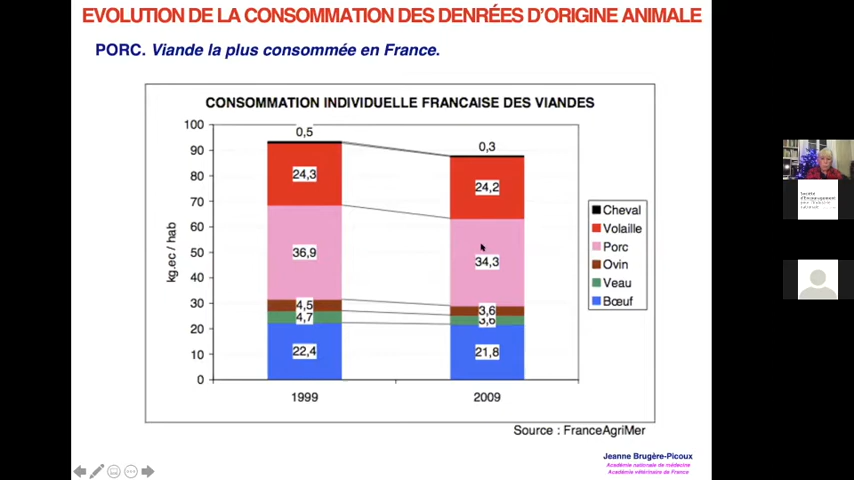 EVOLUTION DE LA CONSOMMATION DES DENRÉES D'ORIGINE ANIMALE
PORC. Viande la plus consommée en France.
CONSOMMATION INDIVIDUELLE FRANCAISE DES VIANDES
kg.ec / hab
100
90
80
70
60
50
40
30
20
10
0
0,5
24,3
36,9
4,5
4,7
22,4
1999
0,3
24,2
34,3
3,6
3,6
21,8
2009
Cheval
Volaille
Porc
Ovin
Veau
Bœuf
Source : FranceAgriMer
Jeanne Brugère-Picoux
Académie nationale de médecine
Académie vétérinaire de France